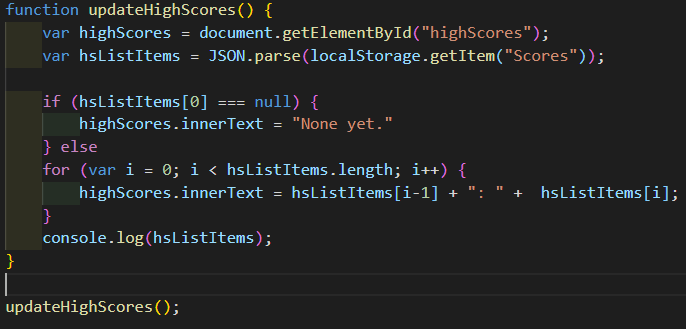 function updateHighScores() {
    var highScores = document.getElementById("highScores");
    var hsListItems = JSON.parse(localStorage.getItem("Scores"));

    if (hsListItems[0] === null) {
        highScores.innerText = "None yet."
    } else
    for (var i = 0; i < hsListItems.length; i++) {
        highScores.innerText = hsListItems[i-1] + ": " +  hsListItems[i];
    }
    console.log(hsListItems);
}

updateHighScores();